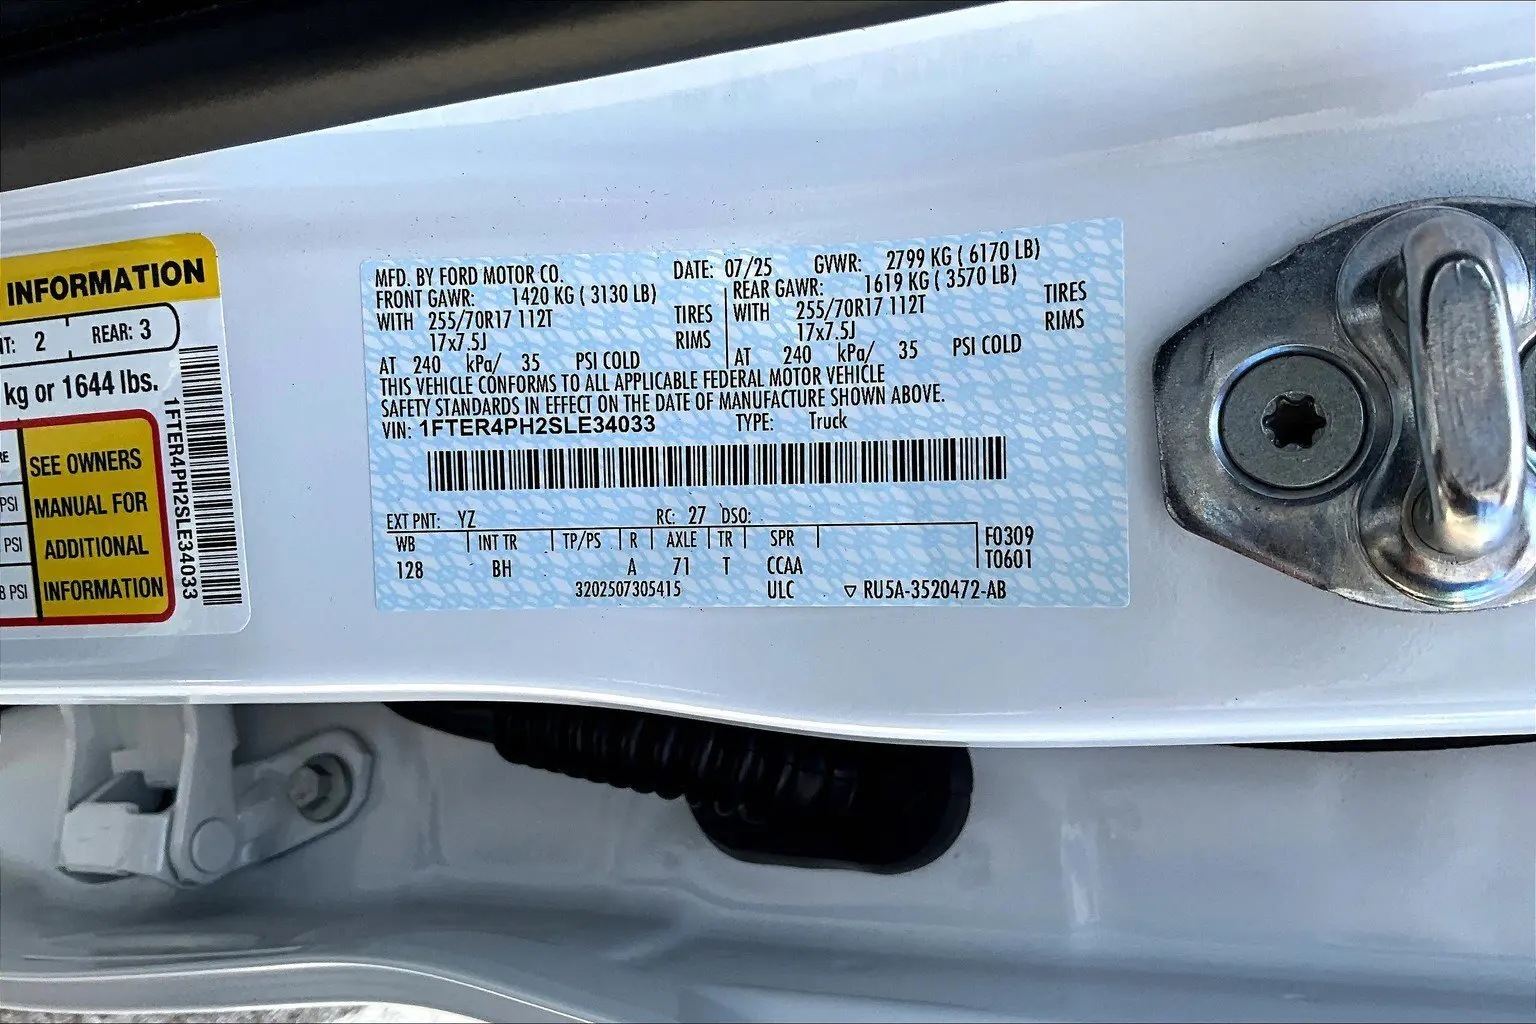 INFORMATION
2 REAR: 3
kg or 1644 lbs.
PSI
PSI
PSI
SEE OWNERS
MANUAL FOR
ADDITIONAL
INFORMATION
1FTER4PH2SLE34033
MFD. BY FORD MOTOR CO. DATE: 07/25 GVWR: 2799 KG ( 6170 LB)
FRONT GAWR: 1420 KG ( 3130 LB) REAR GAWR: 1619 KG ( 3570 LB)
WITH 255/70R17 112T TIRES WITH 255/70R17 112T TIRES
17x7.5J RIMS 17x7.5J RIMS
AT 240 kPa/ 35 PSI COLD AT 240 kPa/ 35 PSI COLD
THIS VEHICLE CONFORMS TO ALL APPLICABLE FEDERAL MOTOR VEHICLE
SAFETY STANDARDS IN EFFECT ON THE DATE OF MANUFACTURE SHOWN ABOVE.
VIN: 1FTER4PH2SLE34033 TYPE: Truck
EXT PNT: YZ RC: 27 DSO:
WB INT TR TP/PS R AXLE TR SPR F0309
128 BH A 71 T CCAA T0601
3202507305415 ULC ▽ RU5A-3520472-AB